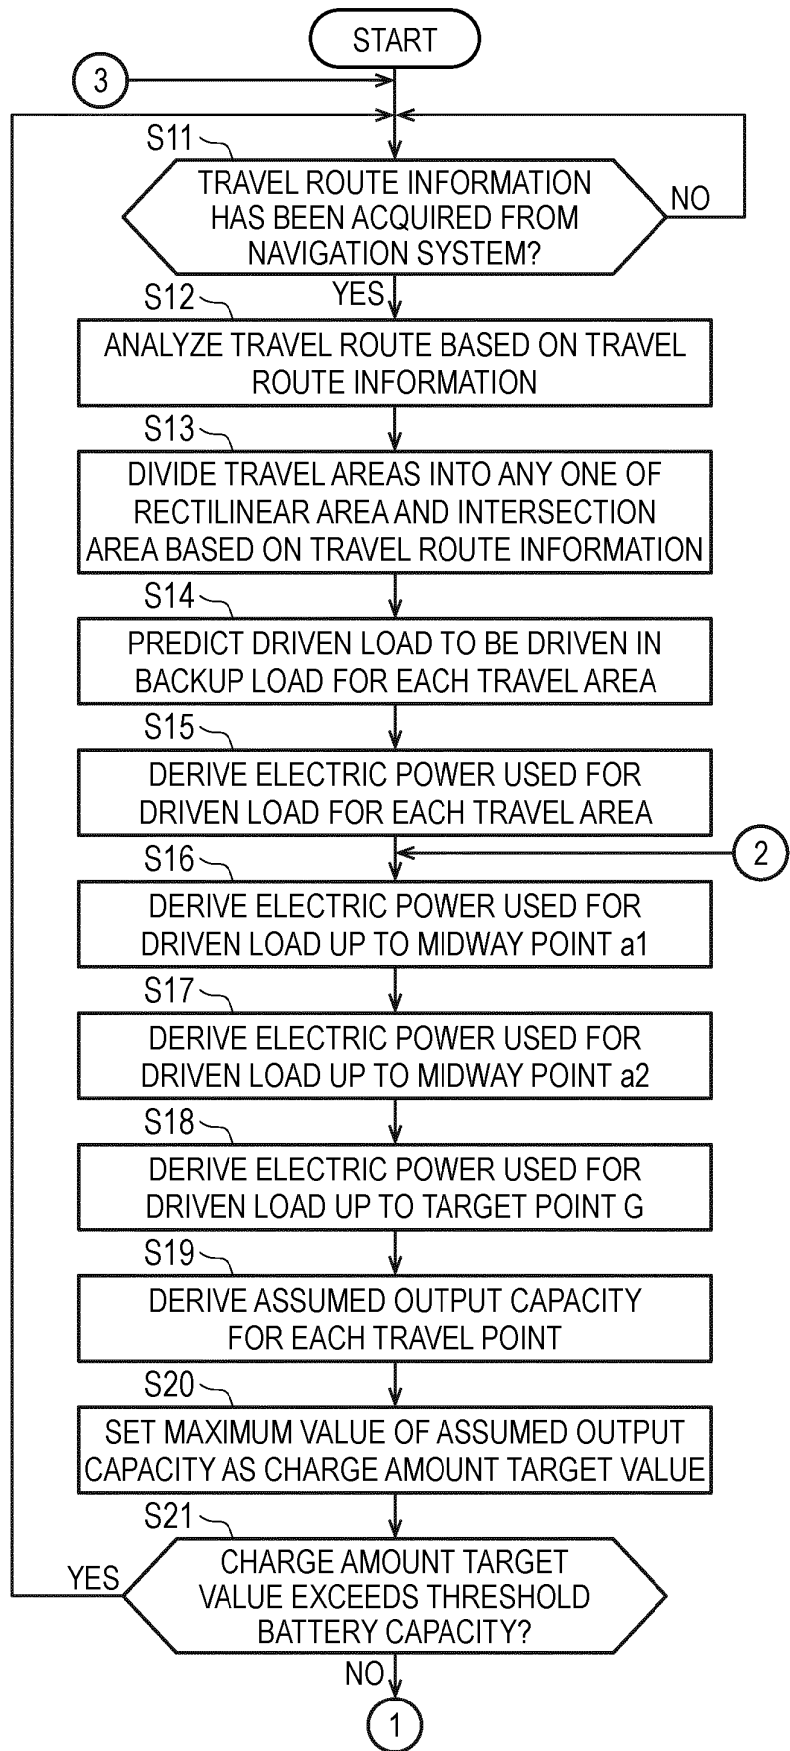 START
3
S11
TRAVEL ROUTE INFORMATION
HAS BEEN ACQUIRED FROM
NAVIGATION SYSTEM?
NO
YES
S12
ANALYZE TRAVEL ROUTE BASED ON TRAVEL
ROUTE INFORMATION
S13
DIVIDE TRAVEL AREAS INTO ANY ONE OF
RECTILINEAR AREA AND INTERSECTION
AREA BASED ON TRAVEL ROUTE INFORMATION
S14
PREDICT DRIVEN LOAD TO BE DRIVEN IN
BACKUP LOAD FOR EACH TRAVEL AREA
S15
DERIVE ELECTRIC POWER USED FOR
DRIVEN LOAD FOR EACH TRAVEL AREA
2
S16
DERIVE ELECTRIC POWER USED FOR
DRIVEN LOAD UP TO MIDWAY POINT a1
S17
DERIVE ELECTRIC POWER USED FOR
DRIVEN LOAD UP TO MIDWAY POINT a2
S18
DERIVE ELECTRIC POWER USED FOR
DRIVEN LOAD UP TO TARGET POINT G
S19
DERIVE ASSUMED OUTPUT CAPACITY
FOR EACH TRAVEL POINT
S20
SET MAXIMUM VALUE OF ASSUMED OUTPUT
CAPACITY AS CHARGE AMOUNT TARGET VALUE
S21
YES
CHARGE AMOUNT TARGET
VALUE EXCEEDS THRESHOLD
BATTERY CAPACITY?
NO
1